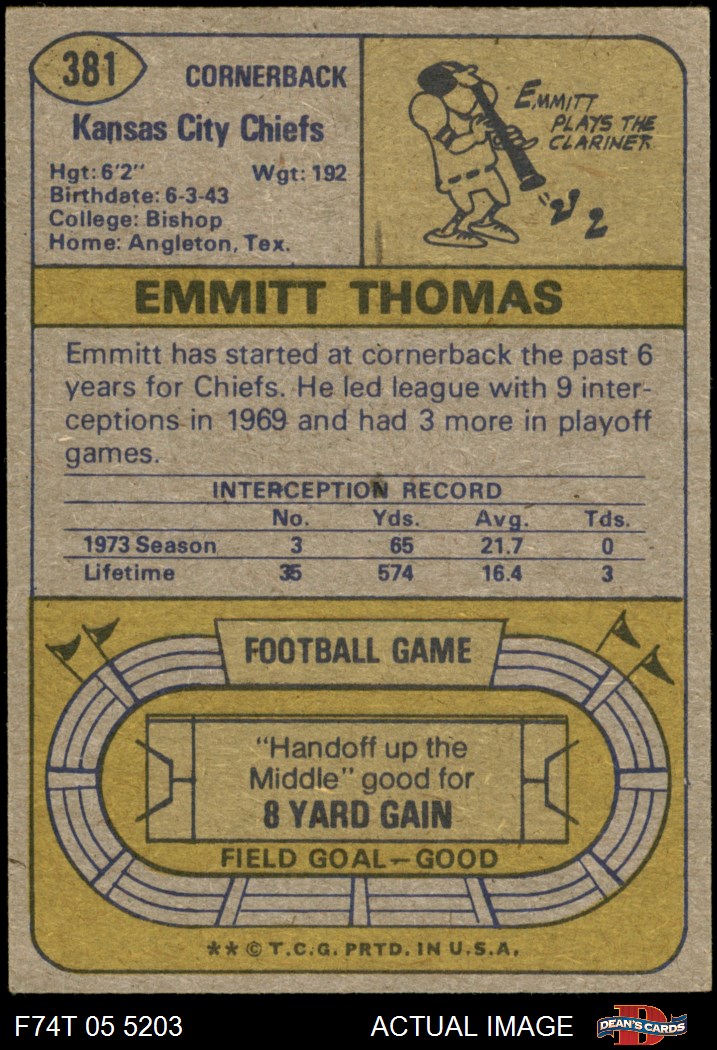 381
CORNERBACK
Kansas City Chiefs
Hgt: 6'2" Wgt: 192
Birthdate: 6-3-43
College: Bishop
Home: Angleton, Tex.
EMMITT
PLAYS THE
CLARINET
EMMITT THOMAS
Emmitt has started at cornerback the past 6
years for Chiefs. He led league with 9 inter-
ceptions in 1969 and had 3 more in playoff
games.
INTERCEPTION RECORD
No. Yds. Avg. Tds.
1973 Season 3 65 21.7 0
Lifetime 35 574 16.4 3
FOOTBALL GAME
"Handoff up the
Middle" good for
8 YARD GAIN
FIELD GOAL—GOOD
** © T.C.G. PRTD. IN U.S.A.
F74T 05 5203 ACTUAL IMAGE D DEAN'S CARDS